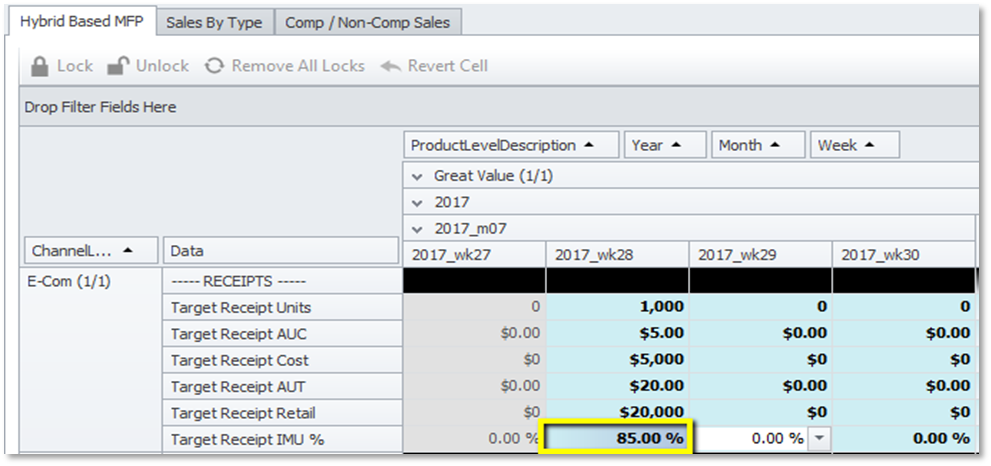 Hybrid Based MFP Sales By Type Comp / Non-Comp Sales
Lock Unlock Remove All Locks Revert Cell
Drop Filter Fields Here
ProductLevelDescription Year Month Week
Great Value (1/1)
2017
2017_m07
ChannelL... Data 2017_wk27 2017_wk28 2017_wk29 2017_wk30
E-Com (1/1) ----- RECEIPTS -----
Target Receipt Units 0 1,000 0 0
Target Receipt AUC $0.00 $5.00 $0.00 $0.00
Target Receipt Cost $0 $5,000 $0 $0
Target Receipt AUT $0.00 $20.00 $0.00 $0.00
Target Receipt Retail $0 $20,000 $0 $0
Target Receipt IMU % 0.00 % 85.00 % 0.00 % 0.00 %